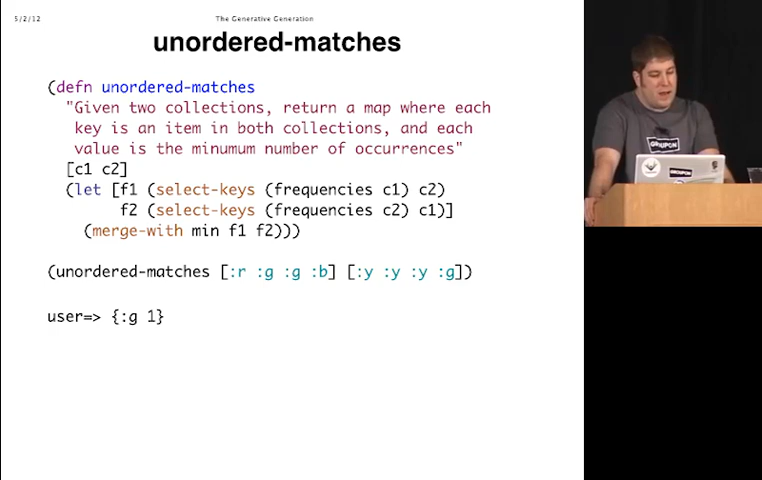 5/2/12
The Generative Generation
unordered-matches
(defn unordered-matches
"Given two collections, return a map where each
key is an item in both collections, and each
value is the minumum number of occurrences"
[c1 c2]
(let [f1 (select-keys (frequencies c1) c2)
f2 (select-keys (frequencies c2) c1)]
(merge-with min f1 f2)))
(unordered-matches [:r :g :g :b] [:y :y :y :g])
user=> {:g 1}
GROUPON
GROUPON